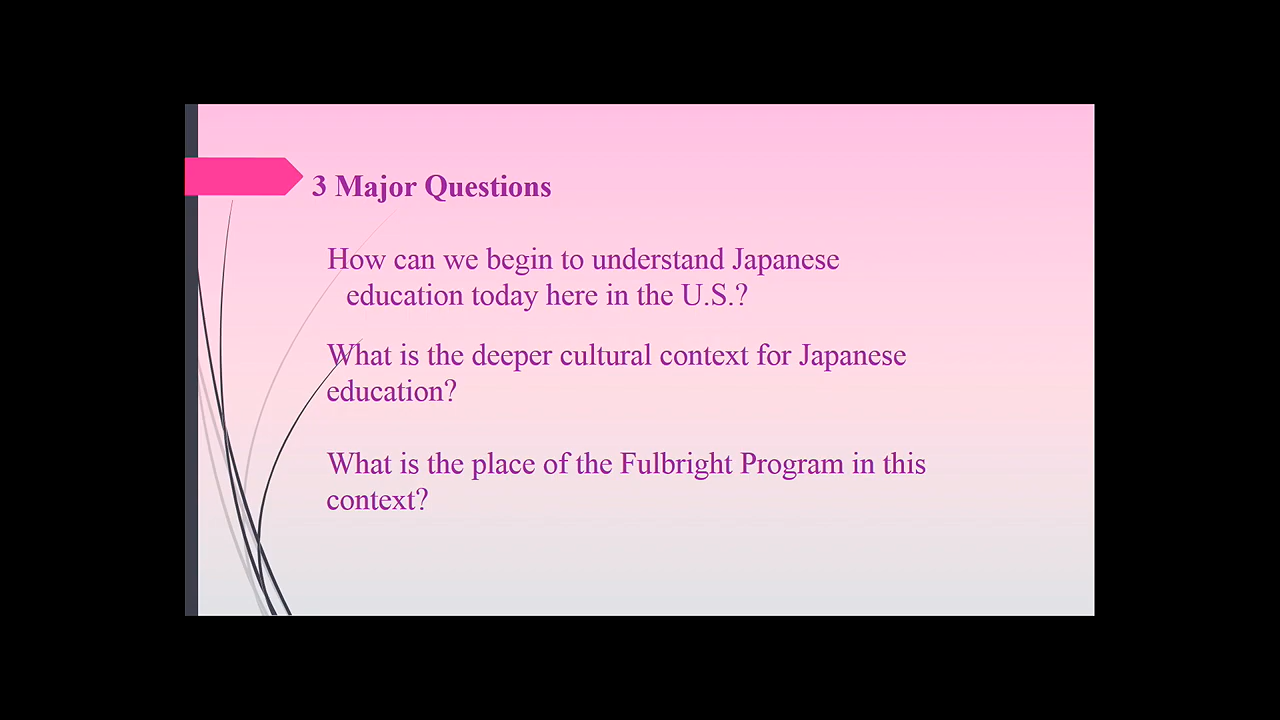 3 Major Questions
How can we begin to understand Japanese
education today here in the U.S.?
What is the deeper cultural context for Japanese
education?
What is the place of the Fulbright Program in this
context?